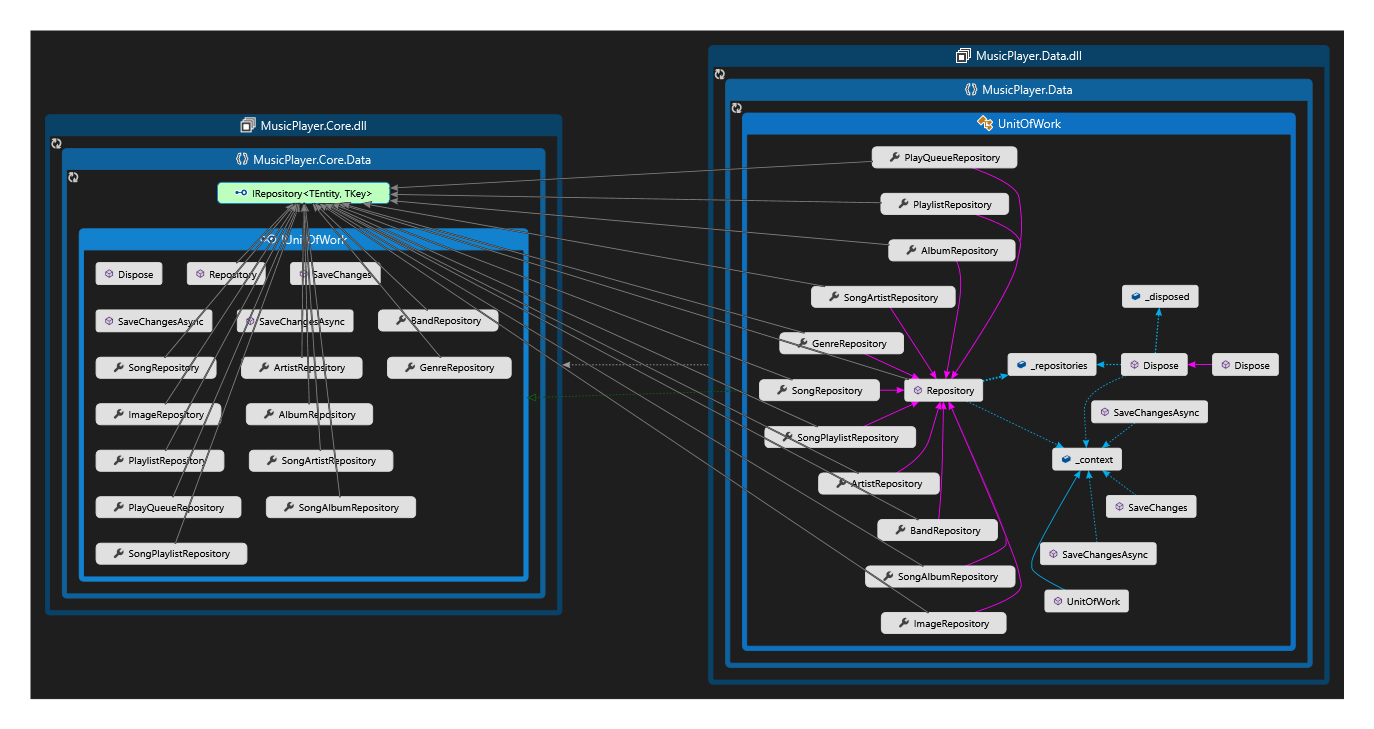 MusicPlayer.Core.dll
MusicPlayer.Core.Data
IRepository<TEntity, TKey>
IUnitOfWork
Dispose
Repository
SaveChanges
SaveChangesAsync
SaveChangesAsync
BandRepository
SongRepository
ArtistRepository
GenreRepository
ImageRepository
AlbumRepository
PlaylistRepository
SongArtistRepository
PlayQueueRepository
SongAlbumRepository
SongPlaylistRepository
MusicPlayer.Data.dll
MusicPlayer.Data
UnitOfWork
PlayQueueRepository
PlaylistRepository
AlbumRepository
SongArtistRepository
_disposed
GenreRepository
_repositories
Dispose
Dispose
SongRepository
Repository
SaveChangesAsync
SongPlaylistRepository
_context
ArtistRepository
SaveChanges
BandRepository
SaveChangesAsync
SongAlbumRepository
UnitOfWork
ImageRepository